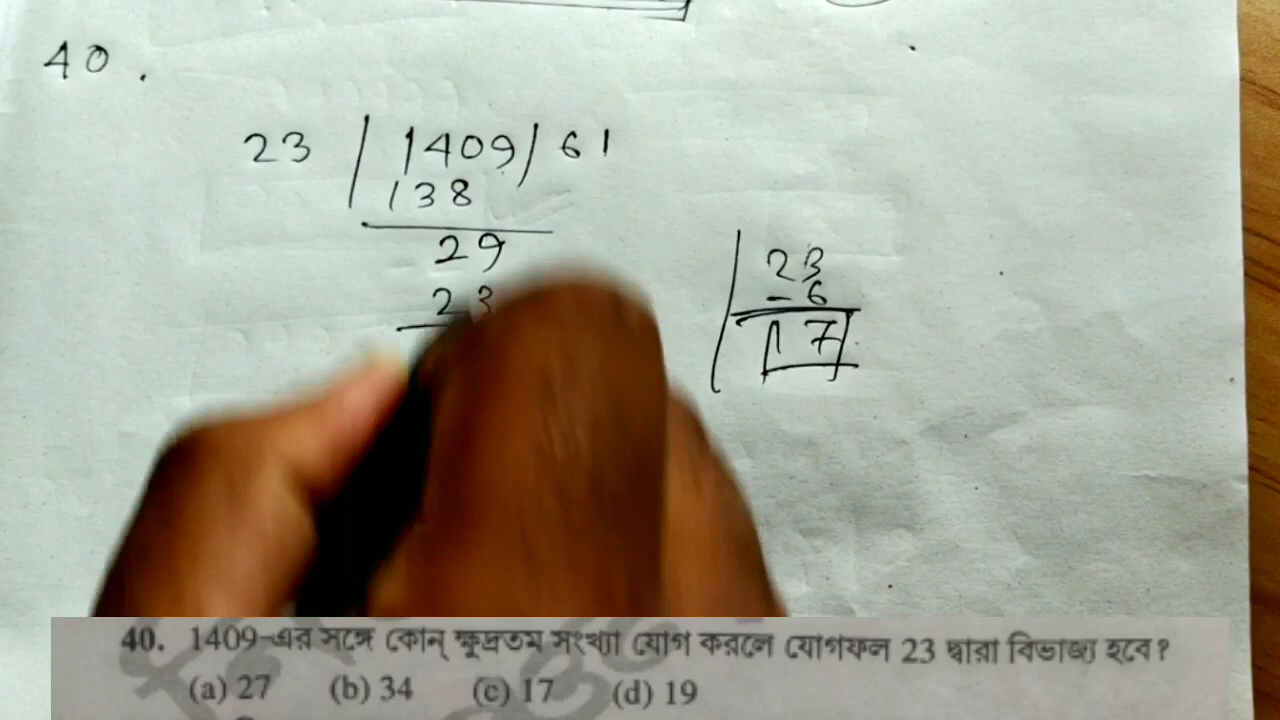 40.
23 / 1409 / 61
138
29
23
23
- 6
17
40. 1409-এর সঙ্গে কোন্ ক্ষুদ্রতম সংখ্যা যোগ করলে যোগফল 23 দ্বারা বিভাজ্য হবে?
(a) 27 (b) 34 (c) 17 (d) 19